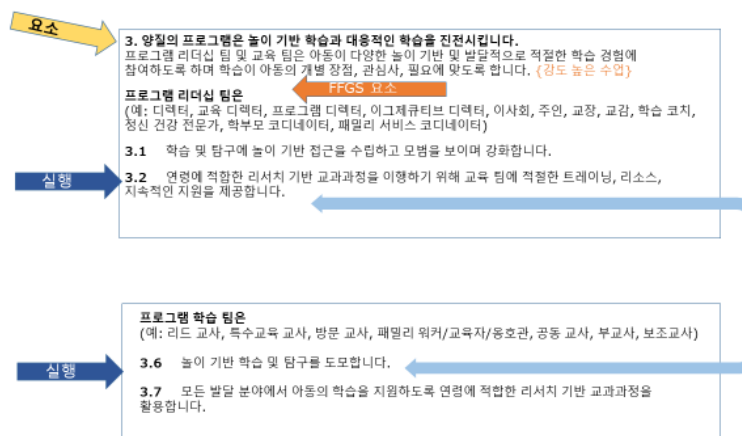 요소
3. 양질의 프로그램은 놀이 기반 학습과 대응적인 학습을 진전시킵니다.
프로그램 리더십 팀 및 교육 팀은 아동이 다양한 놀이 기반 및 발달적으로 적절한 학습 경험에
참여하도록 하며 학습이 아동의 개별 장점, 관심사, 필요에 맞도록 합니다. {강도 높은 수업}
FFGS 요소
프로그램 리더십 팀은
(예: 디렉터, 교육 디렉터, 프로그램 디렉터, 이그제큐티브 디렉터, 이사회, 주인, 교장, 교감, 학습 코치,
정신 건강 전문가, 학부모 코디네이터, 패밀리 서비스 코디네이터)
3.1 학습 및 탐구에 놀이 기반 접근을 수립하고 모범을 보이며 강화합니다.
실행
3.2 연령에 적합한 리서치 기반 교과과정을 이행하기 위해 교육 팀에 적절한 트레이닝, 리소스,
지속적인 지원을 제공합니다.
프로그램 학습 팀은
(예: 리드 교사, 특수교육 교사, 방문 교사, 패밀리 워커/교육자/옹호관, 공동 교사, 부교사, 보조교사)
3.6 놀이 기반 학습 및 탐구를 도모합니다.
실행
3.7 모든 발달 분야에서 아동의 학습을 지원하도록 연령에 적합한 리서치 기반 교과과정을
활용합니다.